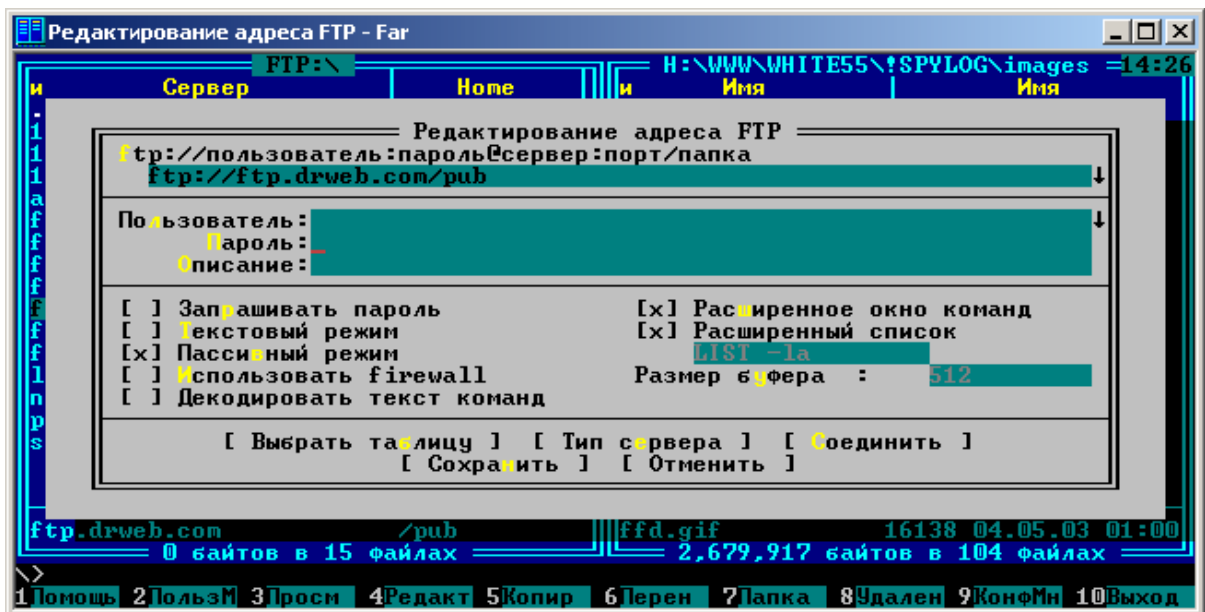 Редактирование адреса FTP - Far
FTP:\ H:\WWW\WHITE55\!SPYLOG\images 14:26
и Сервер Home и Имя Имя
Редактирование адреса FTP
ftp://пользователь:пароль@сервер:порт/папка
ftp://ftp.drweb.com/pub
Пользователь:
Пароль:
Описание:
[ ] Запрашивать пароль [x] Расширенное окно команд
[ ] Текстовый режим [x] Расширенный список
[x] Пассивный режим LIST -la
[ ] Использовать firewall Размер буфера : 512
[ ] Декодировать текст команд
[ Выбрать таблицу ] [ Тип сервера ] [ Соединить ]
[ Сохранить ] [ Отменить ]
ftp.drweb.com /pub ffd.gif 16138 04.05.03 01:00
0 байтов в 15 файлах 2,679,917 байтов в 104 файлах
\>
1Помощь 2ПользМ 3Просм 4Редакт 5Копир 6Перен 7Папка 8Удален 9КонфМн 10Выход